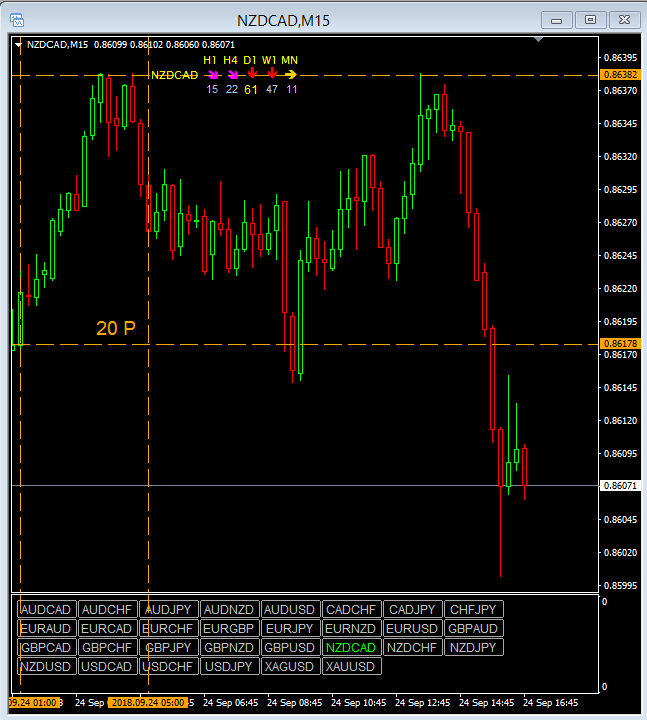 NZDCAD,M15
NZDCAD,M15 0.86099 0.86102 0.86060 0.86071
H1 H4 D1 W1 MN
NZDCAD
15 22 61 47 11
20 P
0.86395
0.86382
0.86370
0.86345
0.86320
0.86295
0.86270
0.86245
0.86220
0.86195
0.86178
0.86170
0.86145
0.86120
0.86095
0.86071
0.86045
0.86020
0.85995
0
AUDCAD AUDCHF AUDJPY AUDNZD AUDUSD CADCHF CADJPY CHFJPY
EURAUD EURCAD EURCHF EURGBP EURJPY EURNZD EURUSD GBPAUD
GBPCAD GBPCHF GBPJPY GBPNZD GBPUSD NZDCAD NZDCHF NZDJPY
NZDUSD USDCAD USDCHF USDJPY XAGUSD XAUUSD
0
09.24 01:00 24 Sep 2018.09.24 05:00 24 Sep 06:45 24 Sep 08:45 24 Sep 10:45 24 Sep 12:45 24 Sep 14:45 24 Sep 16:45